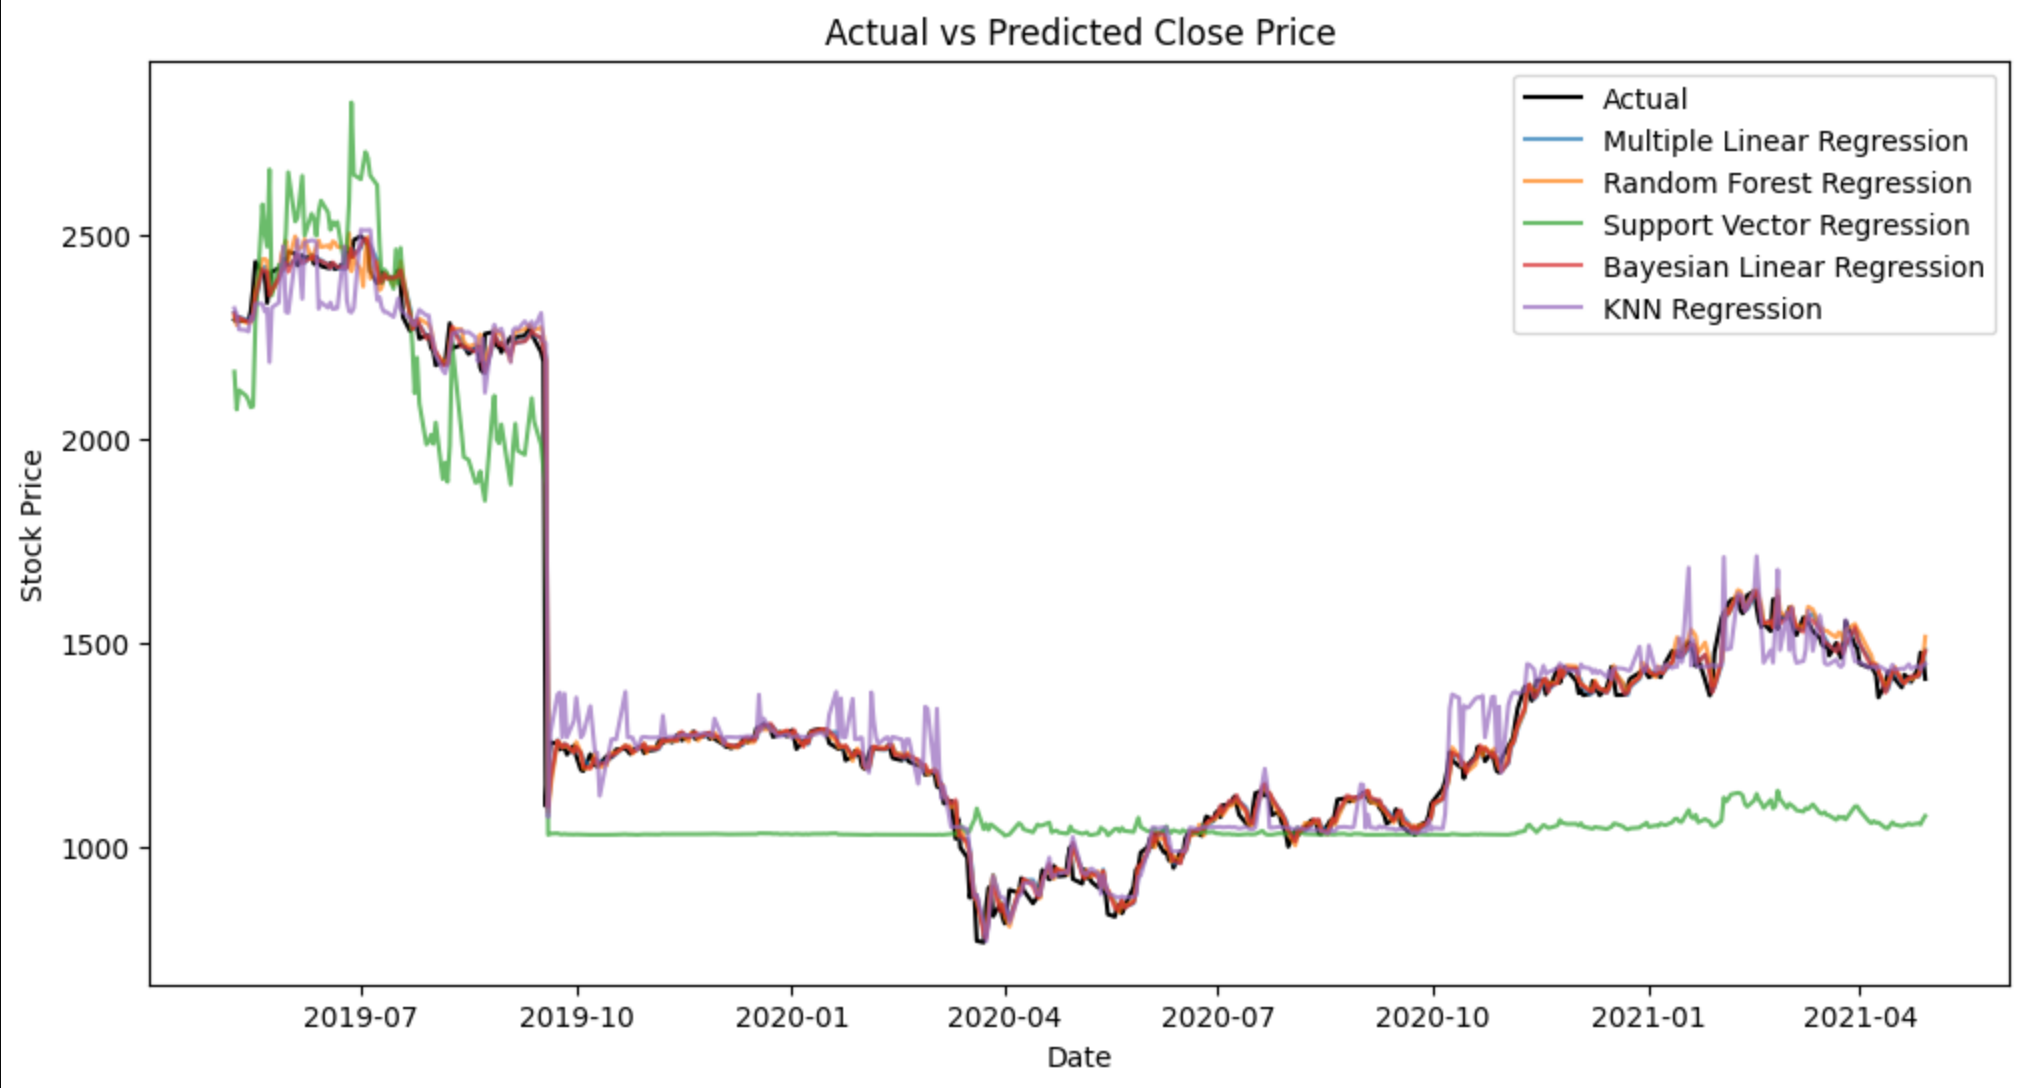 Actual vs Predicted Close Price
Actual
Multiple Linear Regression
Random Forest Regression
Support Vector Regression
Bayesian Linear Regression
KNN Regression
Stock Price
2500
2000
1500
1000
2019-07 2019-10 2020-01 2020-04 2020-07 2020-10 2021-01 2021-04
Date